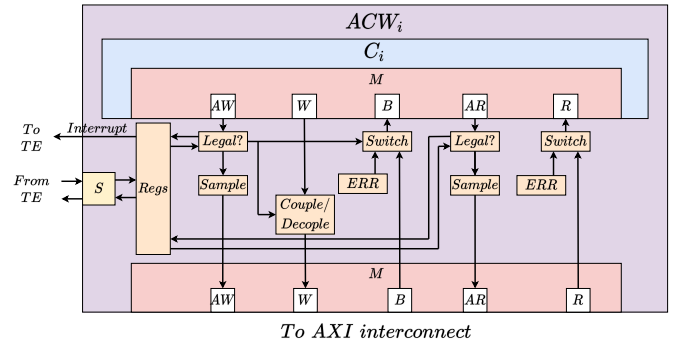 ACW_i
C_i
M
AW W B AR R
To TE
Interrupt
Legal? Switch Legal? Switch
From TE
S
Regs
Sample ERR Sample ERR
Couple/
Decople
M
AW W B AR R
To AXI interconnect